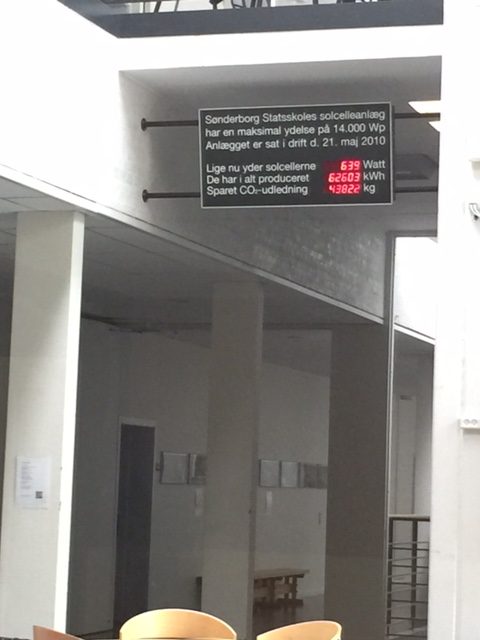 Sønderborg Statsskoles solcelleanlæg
har en maksimal ydelse på 14.000 Wp
Anlægget er sat i drift d. 21. maj 2010
Lige nu yder solcellerne 639 Watt
De har i alt produceret 62603 kWh
Sparet CO₂-udledning 43822 kg